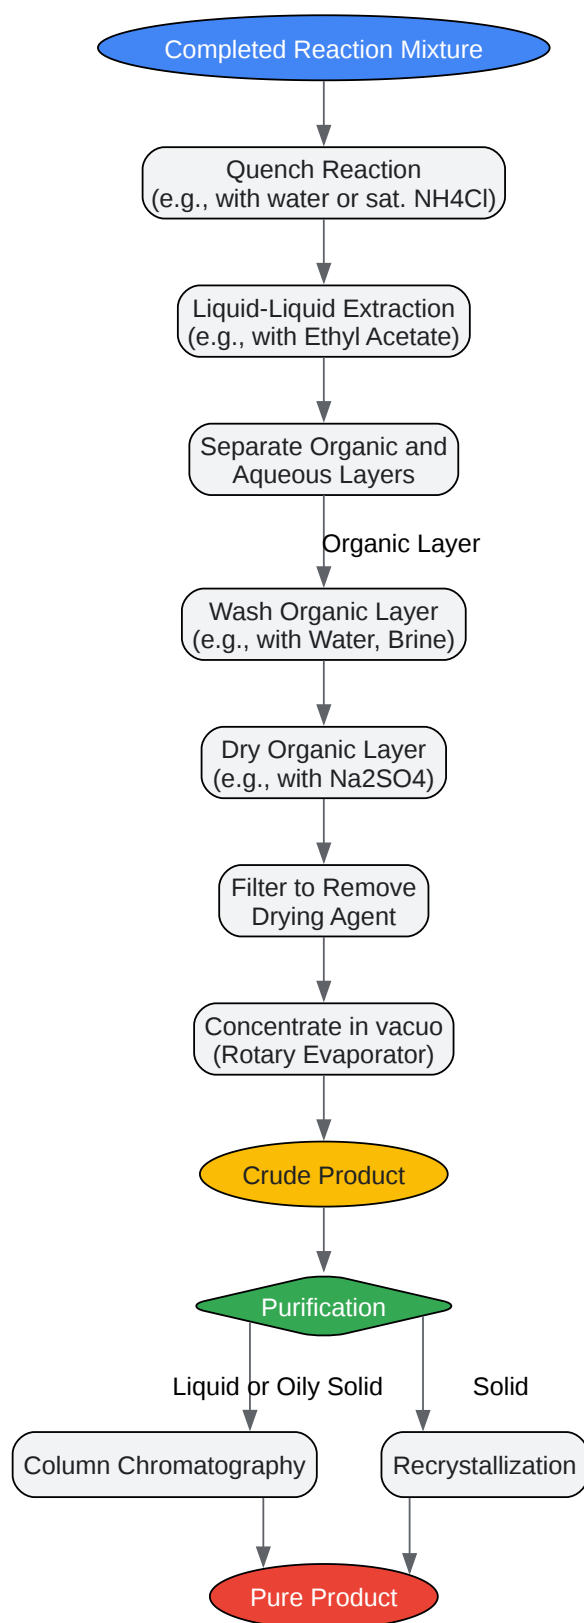 Completed Reaction Mixture
Quench Reaction
(e.g., with water or sat. NH4Cl)
Liquid-Liquid Extraction
(e.g., with Ethyl Acetate)
Separate Organic and
Aqueous Layers
Organic Layer
Wash Organic Layer
(e.g., with Water, Brine)
Dry Organic Layer
(e.g., with Na2SO4)
Filter to Remove
Drying Agent
Concentrate in vacuo
(Rotary Evaporator)
Crude Product
Purification
Liquid or Oily Solid
Solid
Column Chromatography
Recrystallization
Pure Product